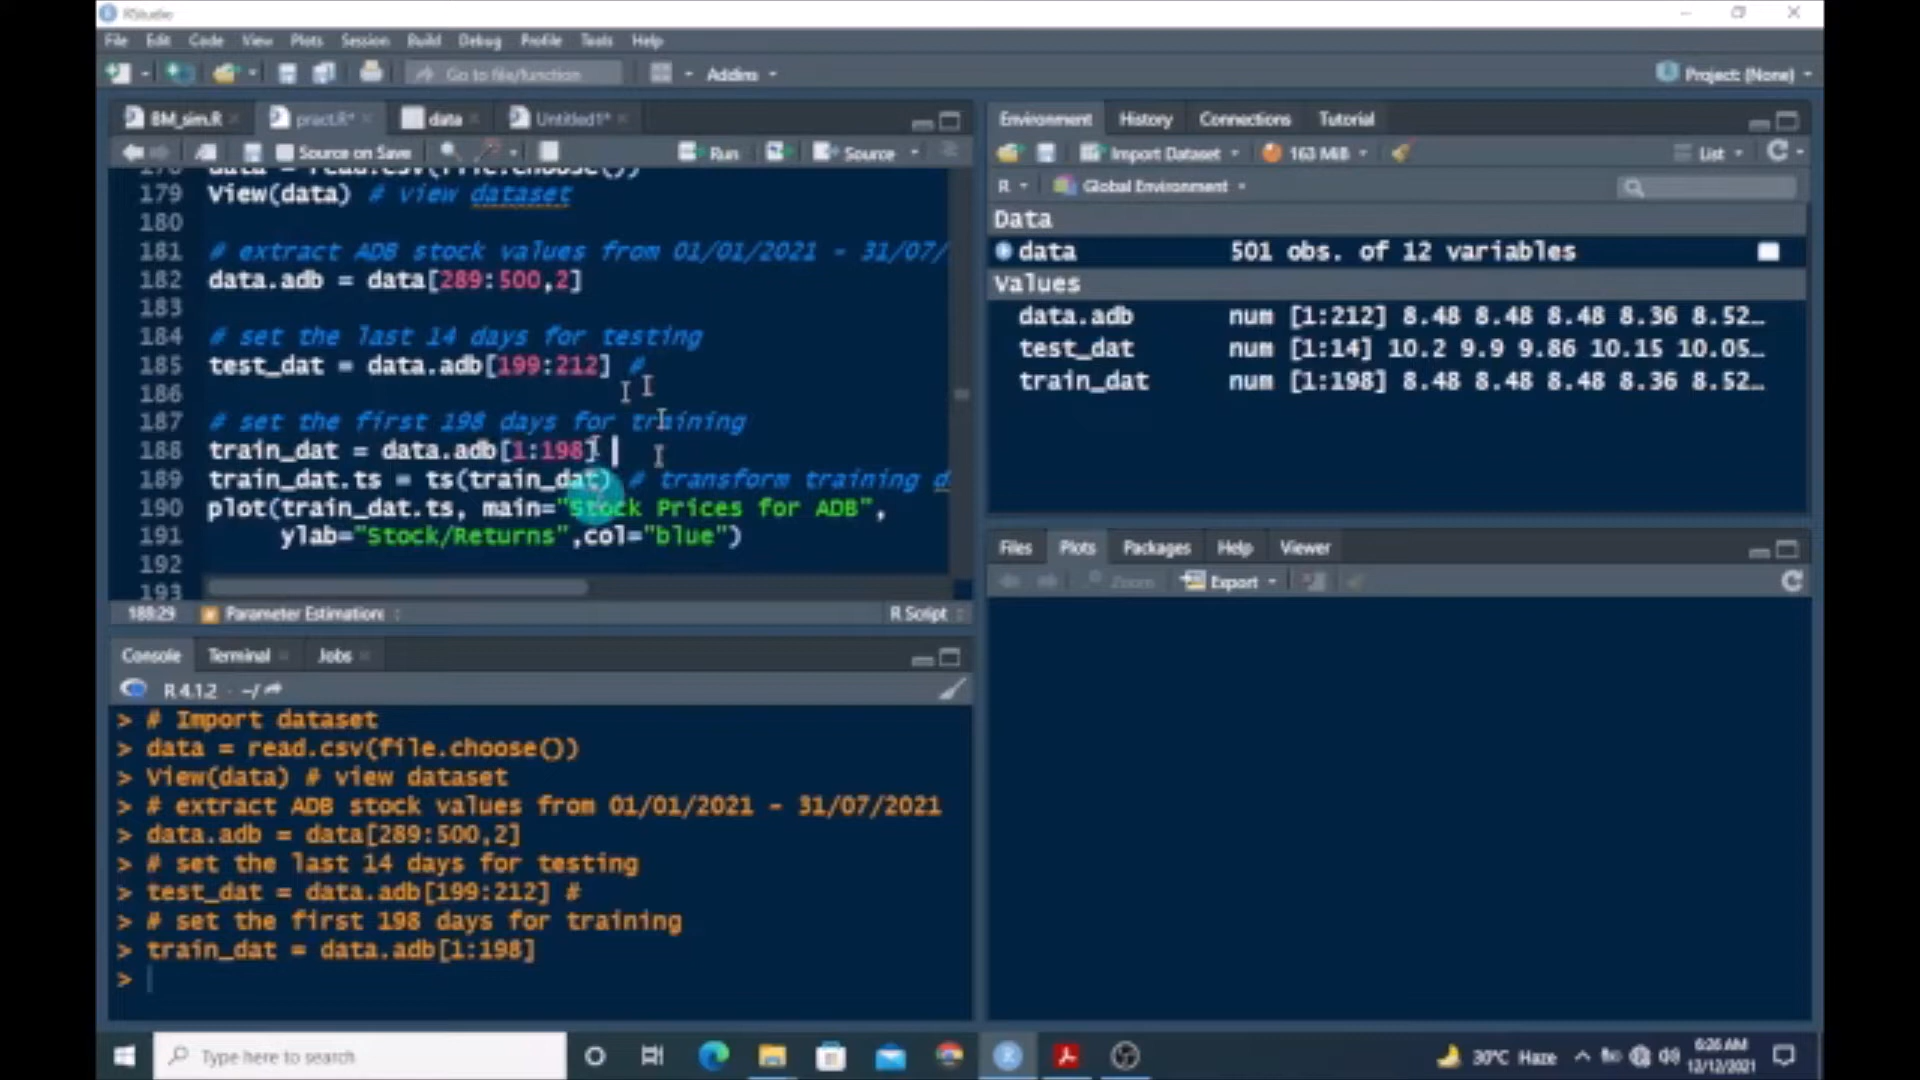 RStudio
File Edit Code View Plots Session Build Debug Profile Tools Help
Go to file/function Addins Project: (None)
BM_sim.R pract.R* data Untitled1*
Source on Save Run Source
178 data = read.csv(file.choose())
179 View(data) # view dataset
180
181 # extract ADB stock values from 01/01/2021 - 31/07/
182 data.adb = data[289:500,2]
183
184 # set the last 14 days for testing
185 test_dat = data.adb[199:212] #
186
187 # set the first 198 days for training
188 train_dat = data.adb[1:198]
189 train_dat.ts = ts(train_dat) # transform training d
190 plot(train_dat.ts, main="Stock Prices for ADB",
191 ylab="Stock/Returns",col="blue")
192
193
188:29 Parameter Estimation R Script
Console Terminal Jobs
R 4.1.2 · ~/
> # Import dataset
> data = read.csv(file.choose())
> View(data) # view dataset
> # extract ADB stock values from 01/01/2021 - 31/07/2021
> data.adb = data[289:500,2]
> # set the last 14 days for testing
> test_dat = data.adb[199:212] #
> # set the first 198 days for training
> train_dat = data.adb[1:198]
>
Environment History Connections Tutorial
Import Dataset 163 MiB List
R Global Environment
Data
data 501 obs. of 12 variables
Values
data.adb num [1:212] 8.48 8.48 8.48 8.36 8.52…
test_dat num [1:14] 10.2 9.9 9.86 10.15 10.05…
train_dat num [1:198] 8.48 8.48 8.48 8.36 8.52…
Files Plots Packages Help Viewer
Zoom Export
Type here to search
30°C Haze
6:26 AM
12/12/2021